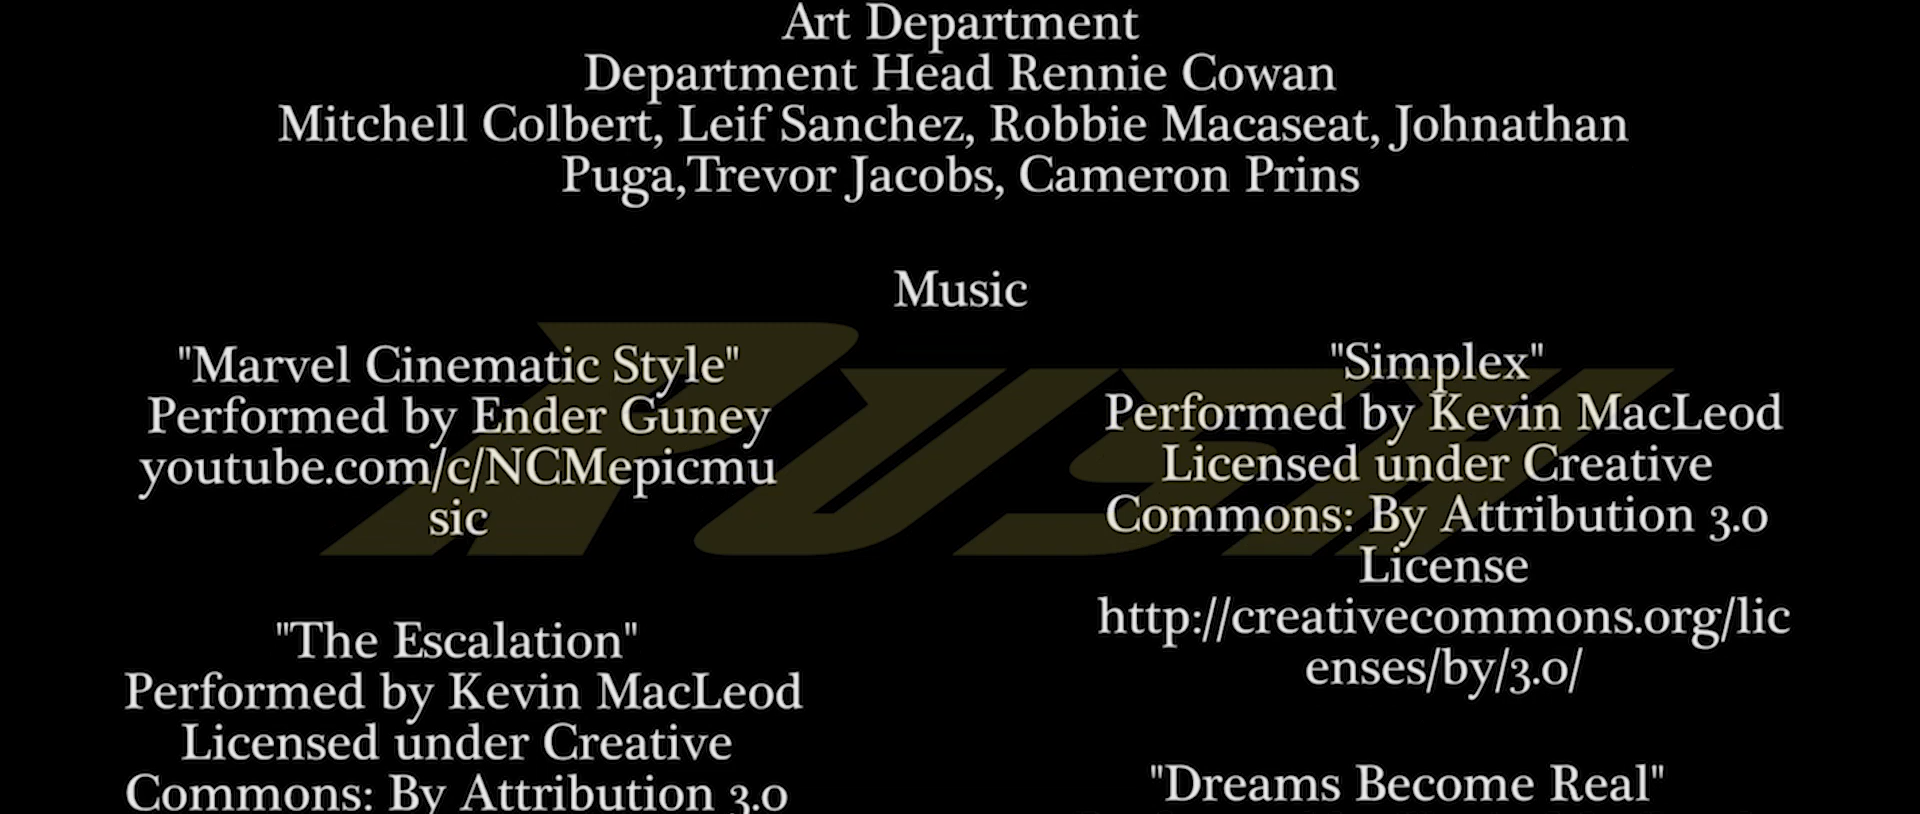 Art Department
Department Head Rennie Cowan
Mitchell Colbert, Leif Sanchez, Robbie Macaseat, Johnathan
Puga,Trevor Jacobs, Cameron Prins
Music
"Marvel Cinematic Style"
Performed by Ender Guney
youtube.com/c/NCMepicmu
sic
"The Escalation"
Performed by Kevin MacLeod
Licensed under Creative
Commons: By Attribution 3.0
"Simplex"
Performed by Kevin MacLeod
Licensed under Creative
Commons: By Attribution 3.0
License
http://creativecommons.org/lic
enses/by/3.0/
"Dreams Become Real"
PUSH